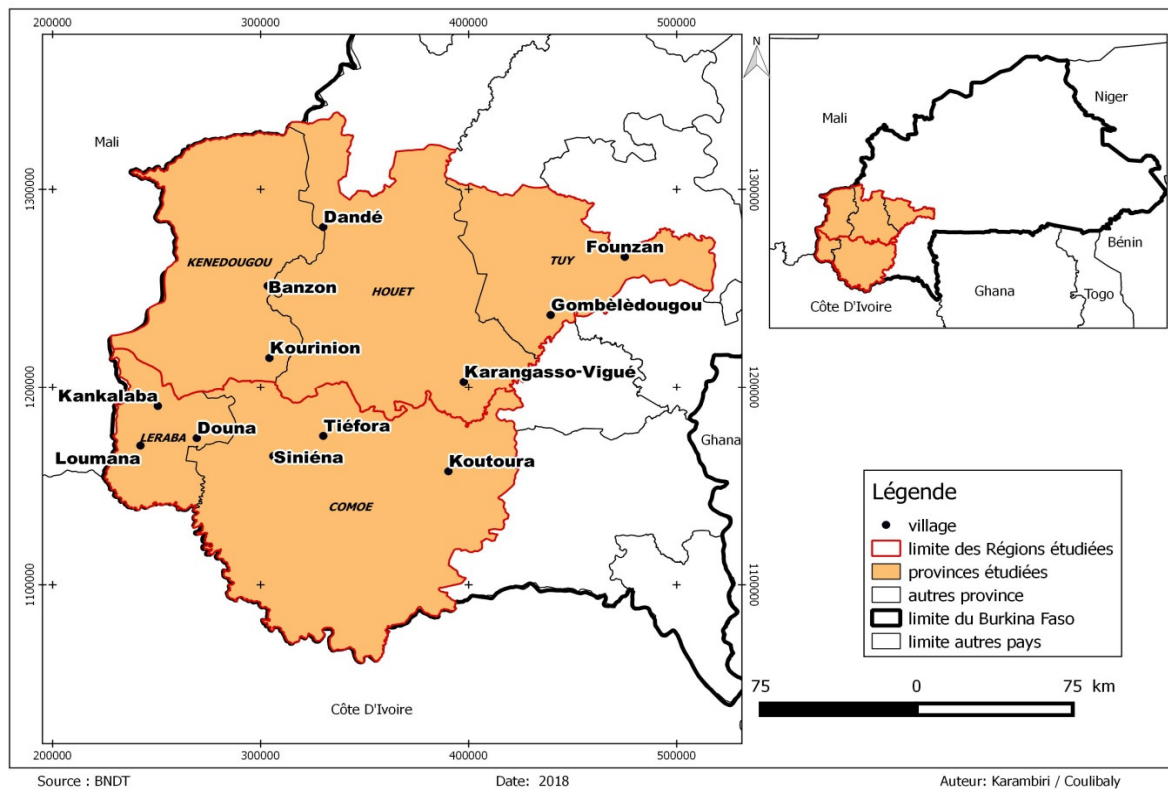 200000
300000
400000
500000
N
Mali
1300000
1300000
Dandé
KENEDOUGOU
Banzon
HOUET
TUY
Founzan
Gombèlèdougou
Kourinion
Karangasso-Vigué
1200000
1200000
Kankalaba
LERABA
Douna
Tiéfora
Loumana
Siniéna
Koutoura
COMOE
Ghana
1100000
1100000
Côte D'Ivoire
200000
300000
400000
500000
Mali
Niger
Bénin
Côte D'Ivoire
Ghana
Togo
Légende
village
limite des Régions étudiées
provinces étudiées
autres province
limite du Burkina Faso
limite autres pays
75 0 75 km
Source : BNDT
Date: 2018
Auteur: Karambiri / Coulibaly